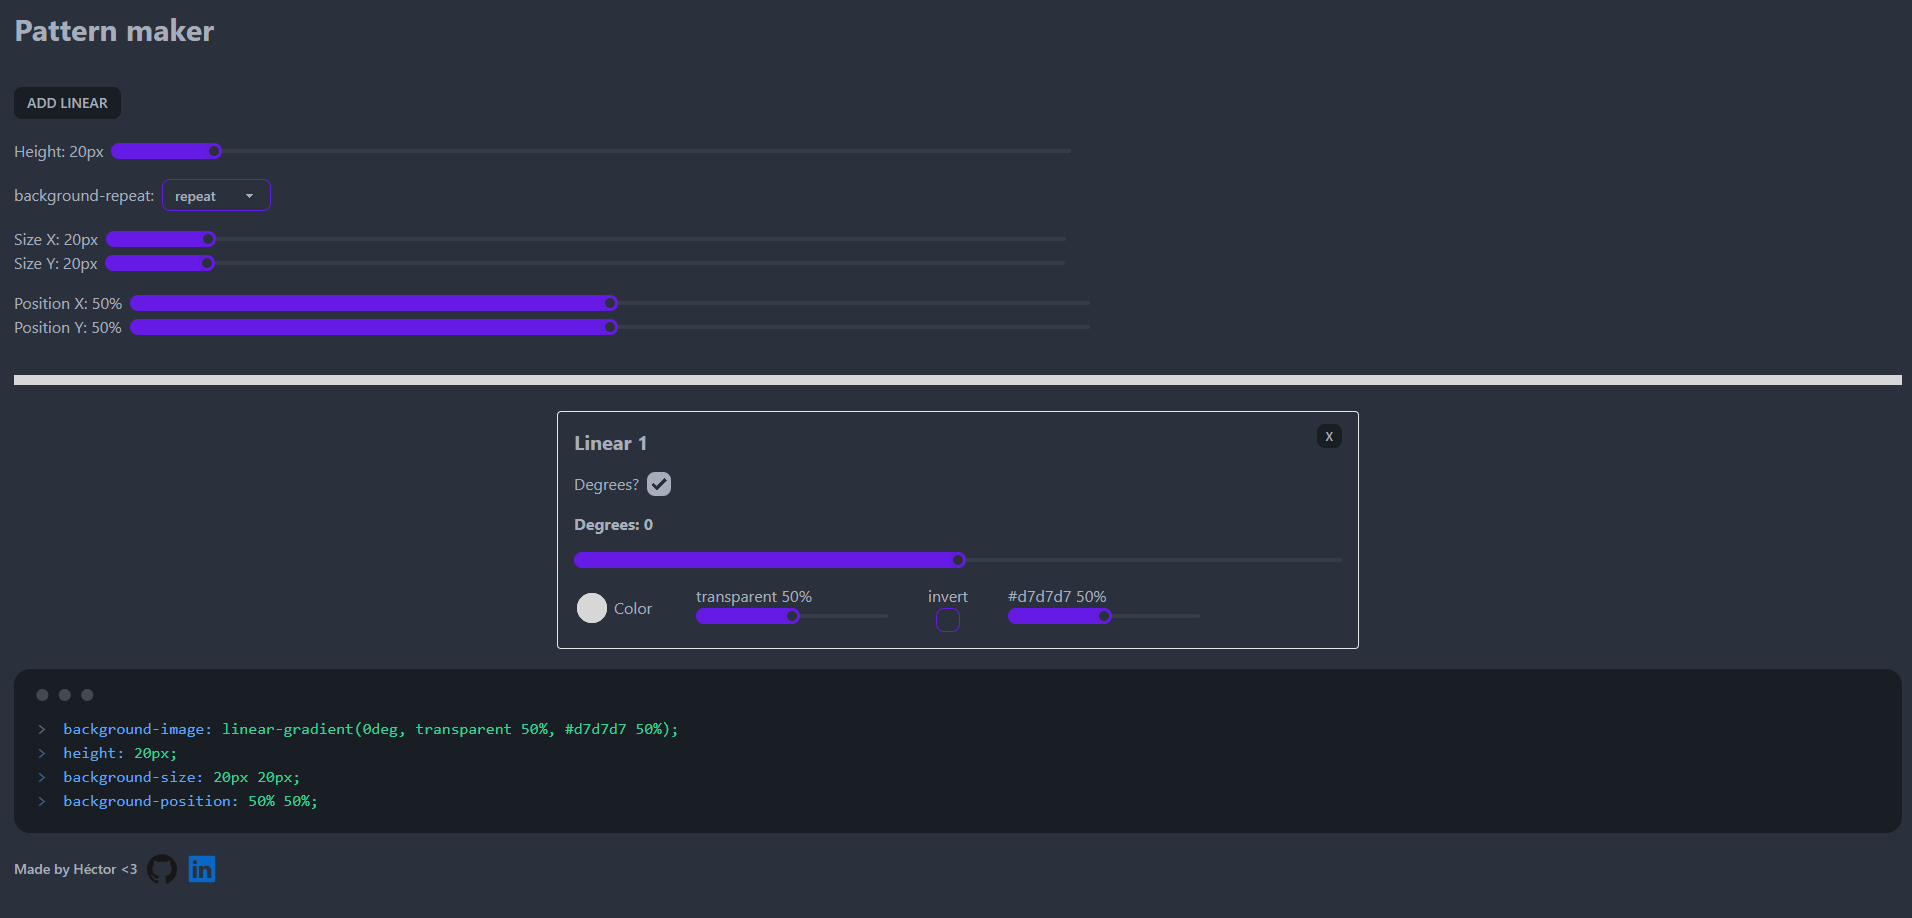 Pattern maker
ADD LINEAR
Height: 20px
background-repeat: repeat
Size X: 20px
Size Y: 20px
Position X: 50%
Position Y: 50%
Linear 1 X
Degrees?
Degrees: 0
Color transparent 50% invert #d7d7d7 50%
> background-image: linear-gradient(0deg, transparent 50%, #d7d7d7 50%);
> height: 20px;
> background-size: 20px 20px;
> background-position: 50% 50%;
Made by Héctor <3 in